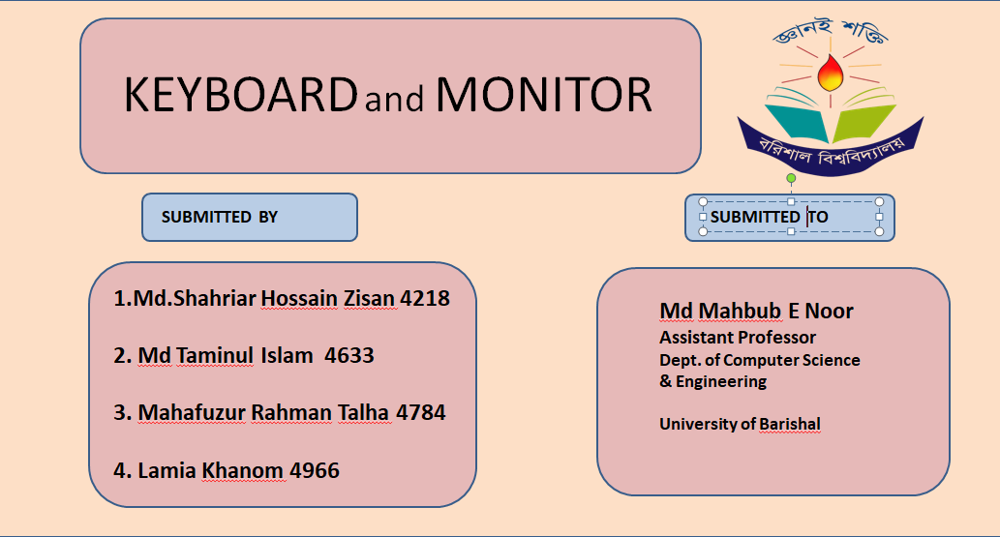 KEYBOARD and MONITOR
জ্ঞানই শক্তি
বরিশাল বিশ্ববিদ্যালয়
SUBMITTED BY
SUBMITTED TO
1.Md.Shahriar Hossain Zisan 4218
2. Md Taminul Islam 4633
3. Mahafuzur Rahman Talha 4784
4. Lamia Khanom 4966
Md Mahbub E Noor
Assistant Professor
Dept. of Computer Science
& Engineering
University of Barishal